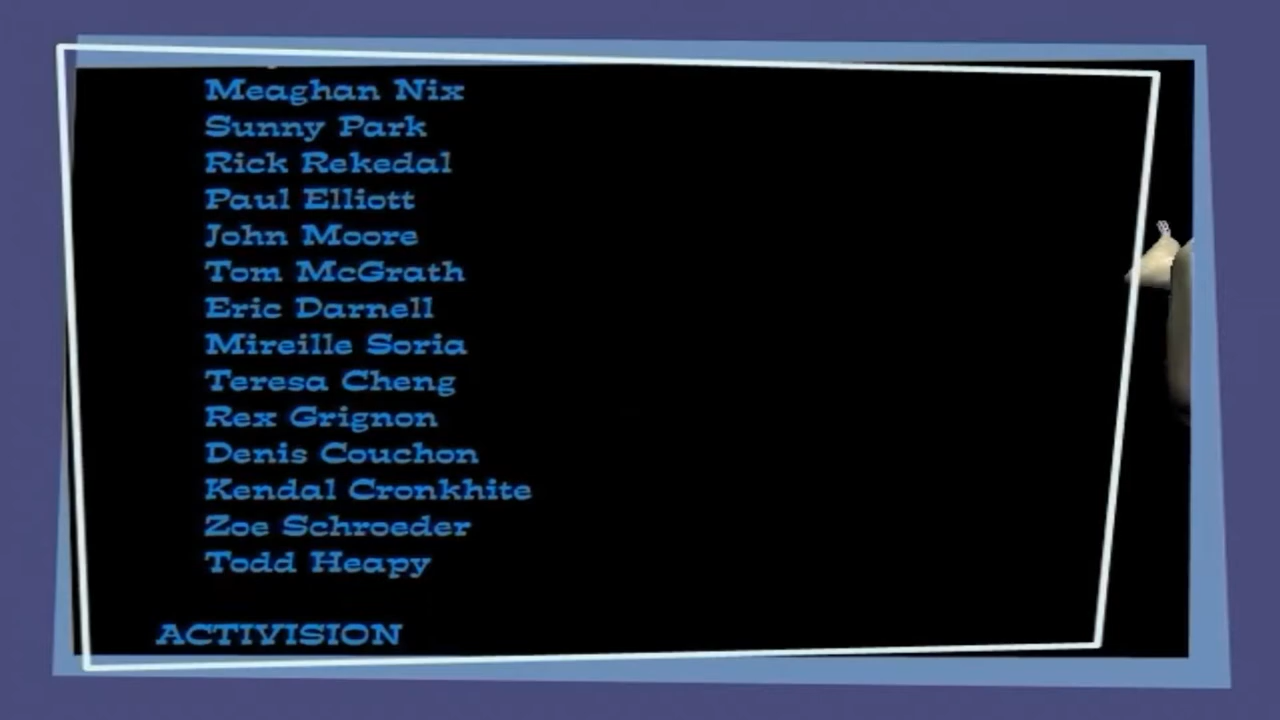 Meaghan Nix
Sunny Park
Rick Rekedal
Paul Elliott
John Moore
Tom McGrath
Eric Darnell
Mireille Soria
Teresa Cheng
Rex Grignon
Denis Couchon
Kendal Cronkhite
Zoe Schroeder
Todd Heapy
ACTIVISION